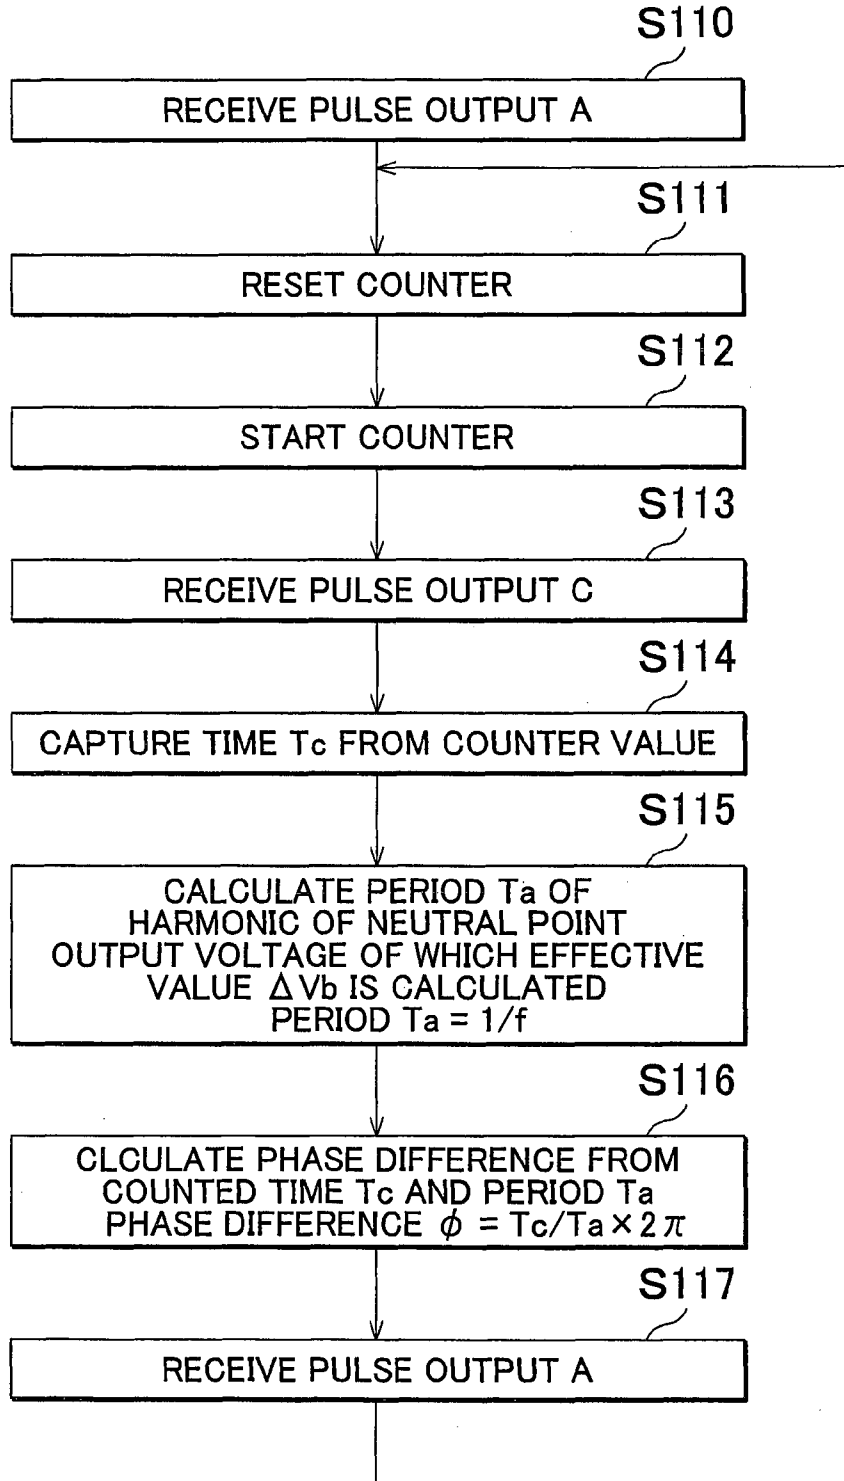 S110
RECEIVE PULSE OUTPUT A
S111
RESET COUNTER
S112
START COUNTER
S113
RECEIVE PULSE OUTPUT C
S114
CAPTURE TIME Tc FROM COUNTER VALUE
S115
CALCULATE PERIOD Ta OF
HARMONIC OF NEUTRAL POINT
OUTPUT VOLTAGE OF WHICH EFFECTIVE
VALUE ΔVb IS CALCULATED
PERIOD Ta = 1/f
S116
CLCULATE PHASE DIFFERENCE FROM
COUNTED TIME Tc AND PERIOD Ta
PHASE DIFFERENCE ϕ = Tc/Ta × 2π
S117
RECEIVE PULSE OUTPUT A